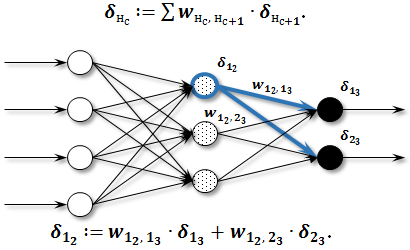 δ_{H_C} := ∑ w_{H_C, H_{C+1}} · δ_{H_{C+1}}.
δ_{1_2}
w_{1_2, 1_3}
δ_{1_3}
w_{1_2, 2_3}
δ_{2_3}
δ_{1_2} := w_{1_2, 1_3} · δ_{1_3} + w_{1_2, 2_3} · δ_{2_3}.